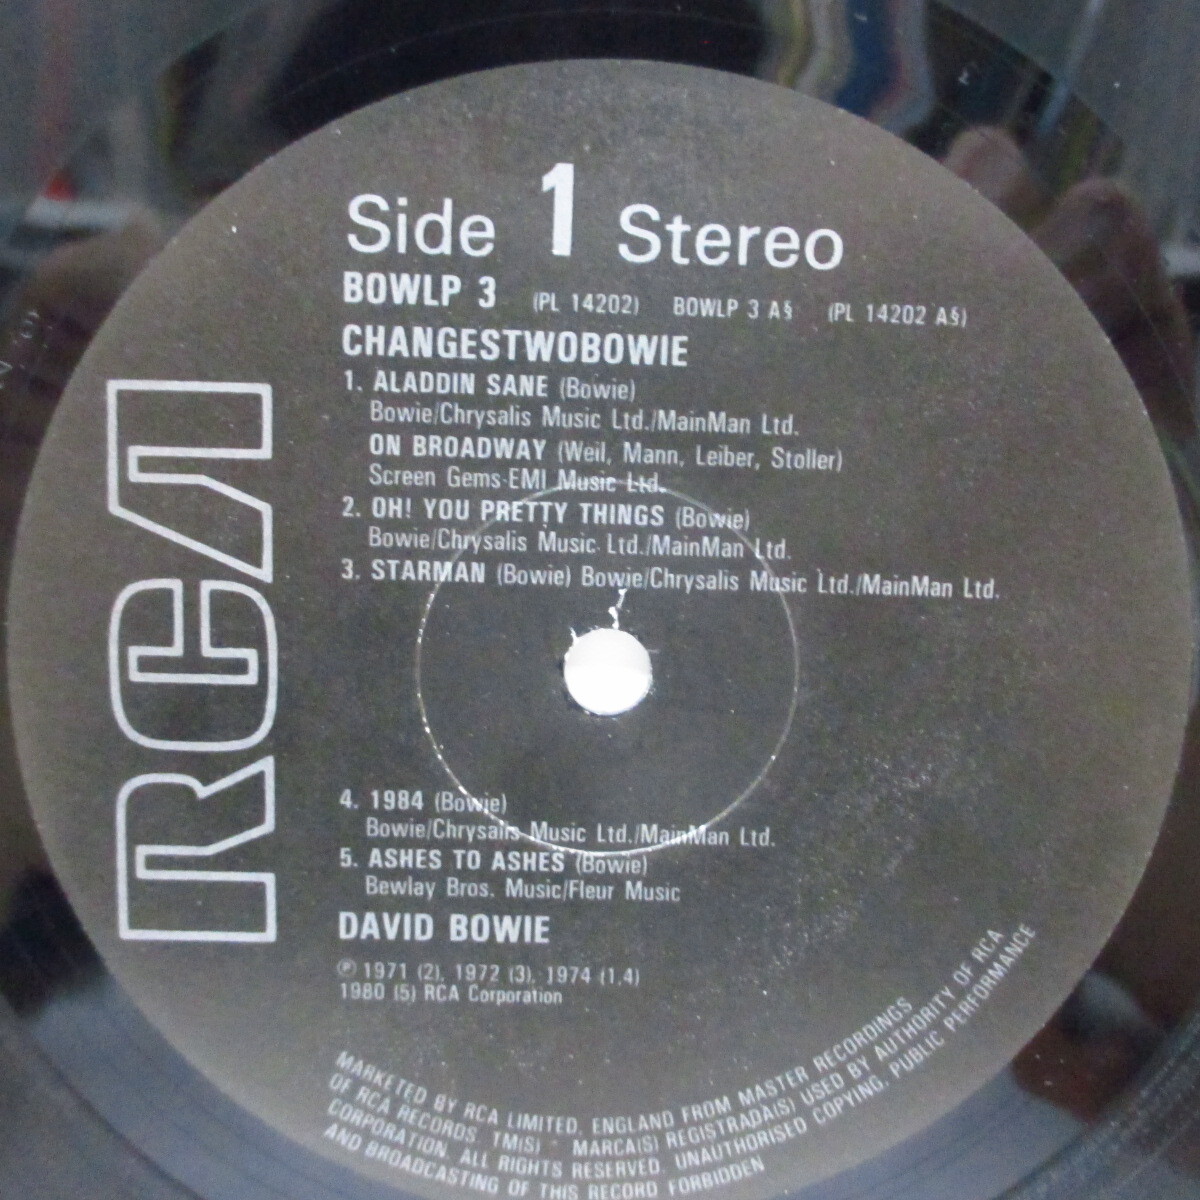 Side 1 Stereo
BOWLP 3 (PL 14202) BOWLP 3 A§ (PL 14202 A§)
CHANGESTWOBOWIE
1. ALADDIN SANE (Bowie)
Bowie/Chrysalis Music Ltd./MainMan Ltd.
ON BROADWAY (Weil, Mann, Leiber, Stoller)
Screen Gems-EMI Music Ltd.
2. OH! YOU PRETTY THINGS (Bowie)
Bowie/Chrysalis Music Ltd./MainMan Ltd.
3. STARMAN (Bowie) Bowie/Chrysalis Music Ltd./MainMan Ltd.
RCA
4. 1984 (Bowie)
Bowie/Chrysalis Music Ltd./MainMan Ltd.
5. ASHES TO ASHES (Bowie)
Bewlay Bros. Music/Fleur Music
DAVID BOWIE
℗ 1971 (2), 1972 (3), 1974 (1,4)
1980 (5) RCA Corporation
MARKETED BY RCA LIMITED, ENGLAND FROM MASTER RECORDINGS
OF RCA RECORDS. TM(S) ® MARCA(S) REGISTRADA(S) USED BY AUTHORITY OF RCA
CORPORATION. ALL RIGHTS RESERVED. UNAUTHORISED COPYING, PUBLIC PERFORMANCE
AND BROADCASTING OF THIS RECORD FORBIDDEN